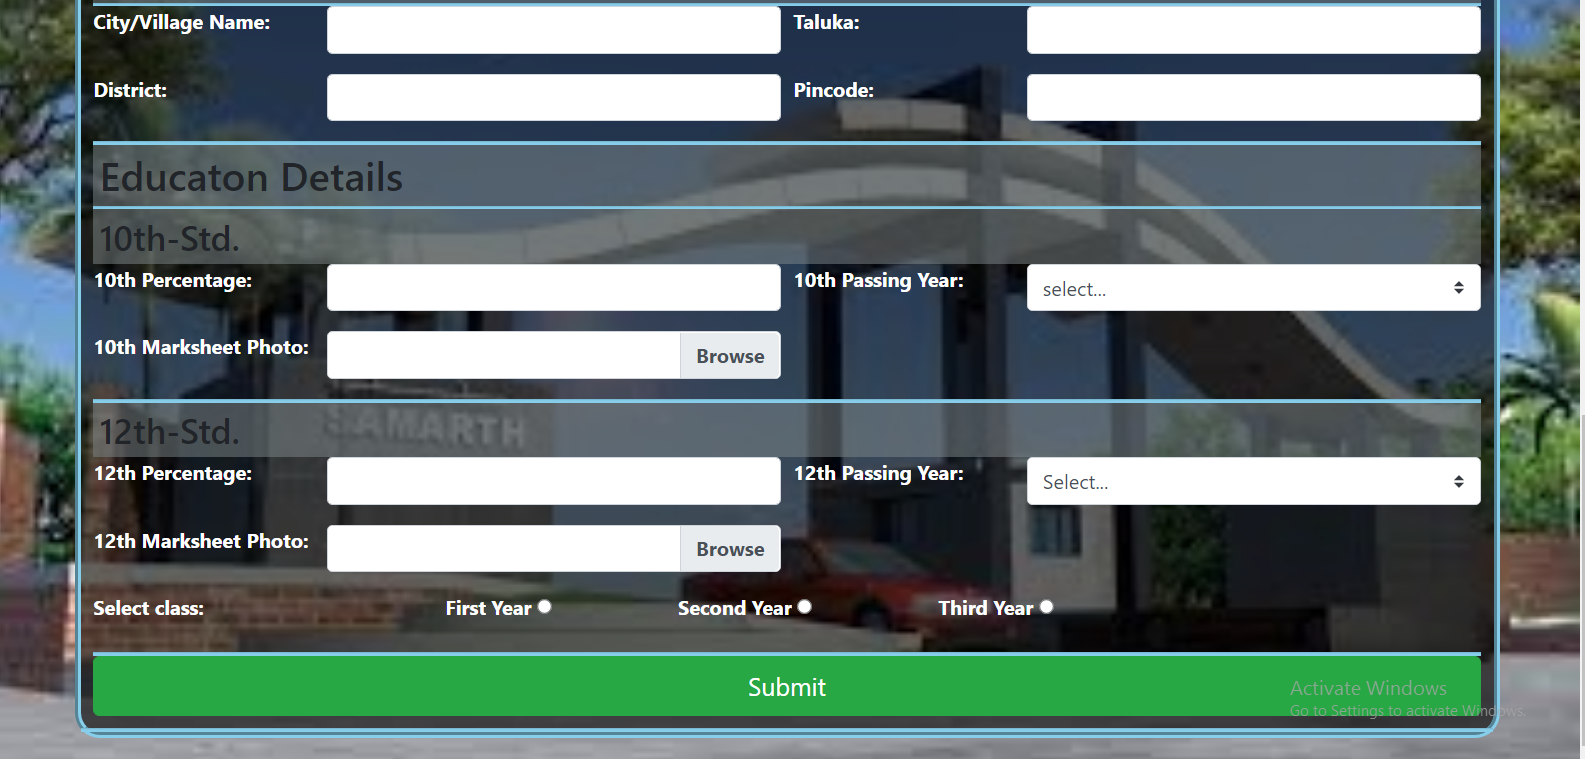 City/Village Name: Taluka:
District: Pincode:
Educaton Details
10th-Std.
10th Percentage: 10th Passing Year: select...
10th Marksheet Photo: Browse
SAMARTH
12th-Std.
12th Percentage: 12th Passing Year: Select...
12th Marksheet Photo: Browse
Select class: First Year Second Year Third Year
Submit
Activate Windows
Go to Settings to activate Windows.